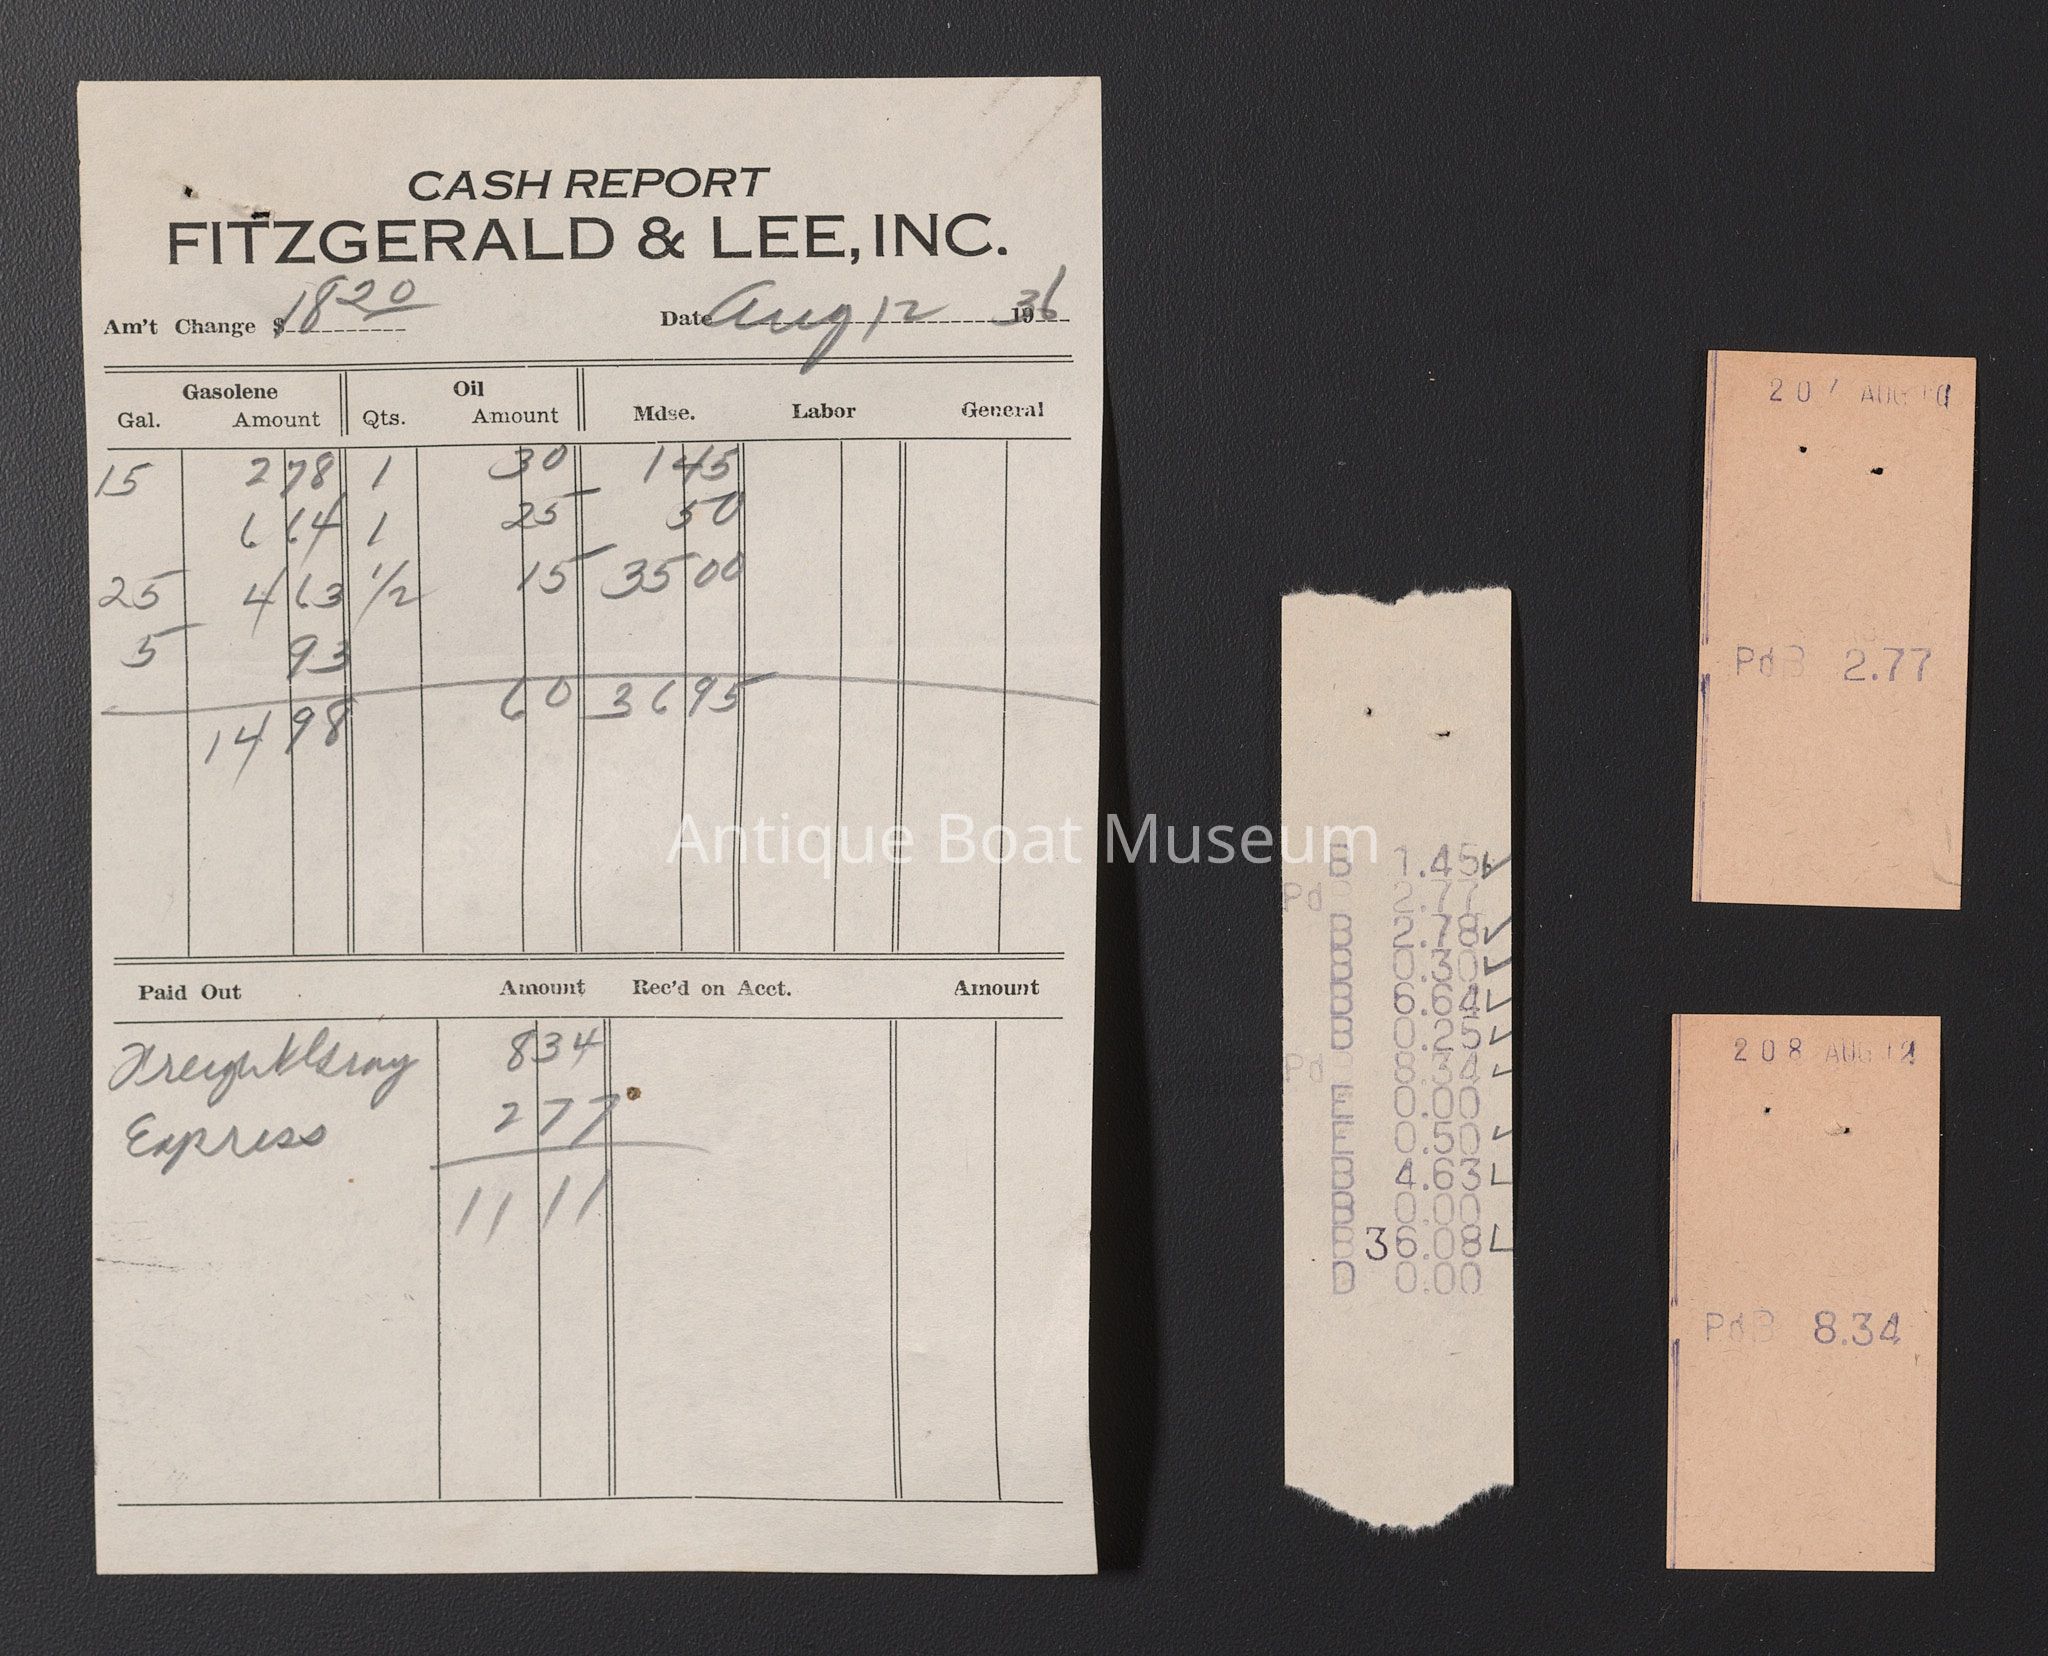 CASH REPORT
FITZGERALD & LEE, INC.
Am't Change $ 18 20 Date Aug 12 1936
Gasolene Oil
Gal. Amount Qts. Amount Mdse. Labor General
15 2 78 1 30 1 45
6 64 1 25 50
25 4 63 1/2 15 35 00
5 93
14 98 60 36 95
Paid Out Amount Rec'd on Acct. Amount
Freight 8 34
Express 2 77
11 11
Antique Boat Museum
B 1.45
Pd 2.77
B 2.78
B 0.30
B 6.64
B 0.25
Pd 8.34
E 0.00
E 0.50
B 4.63
B 0.00
B 36.08
D 0.00
207 AUG
PdB 2.77
208 AUG 12
PdB 8.34